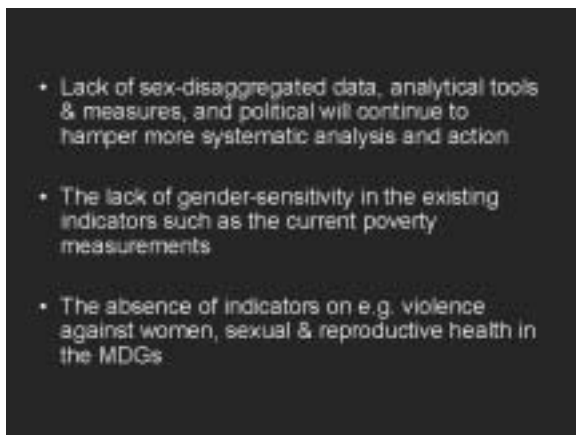 • Lack of sex-disaggregated data, analytical tools
& measures, and political will continue to
hamper more systematic analysis and action
• The lack of gender-sensitivity in the existing
indicators such as the current poverty
measurements
• The absence of indicators on e.g. violence
against women, sexual & reproductive health in
the MDGs